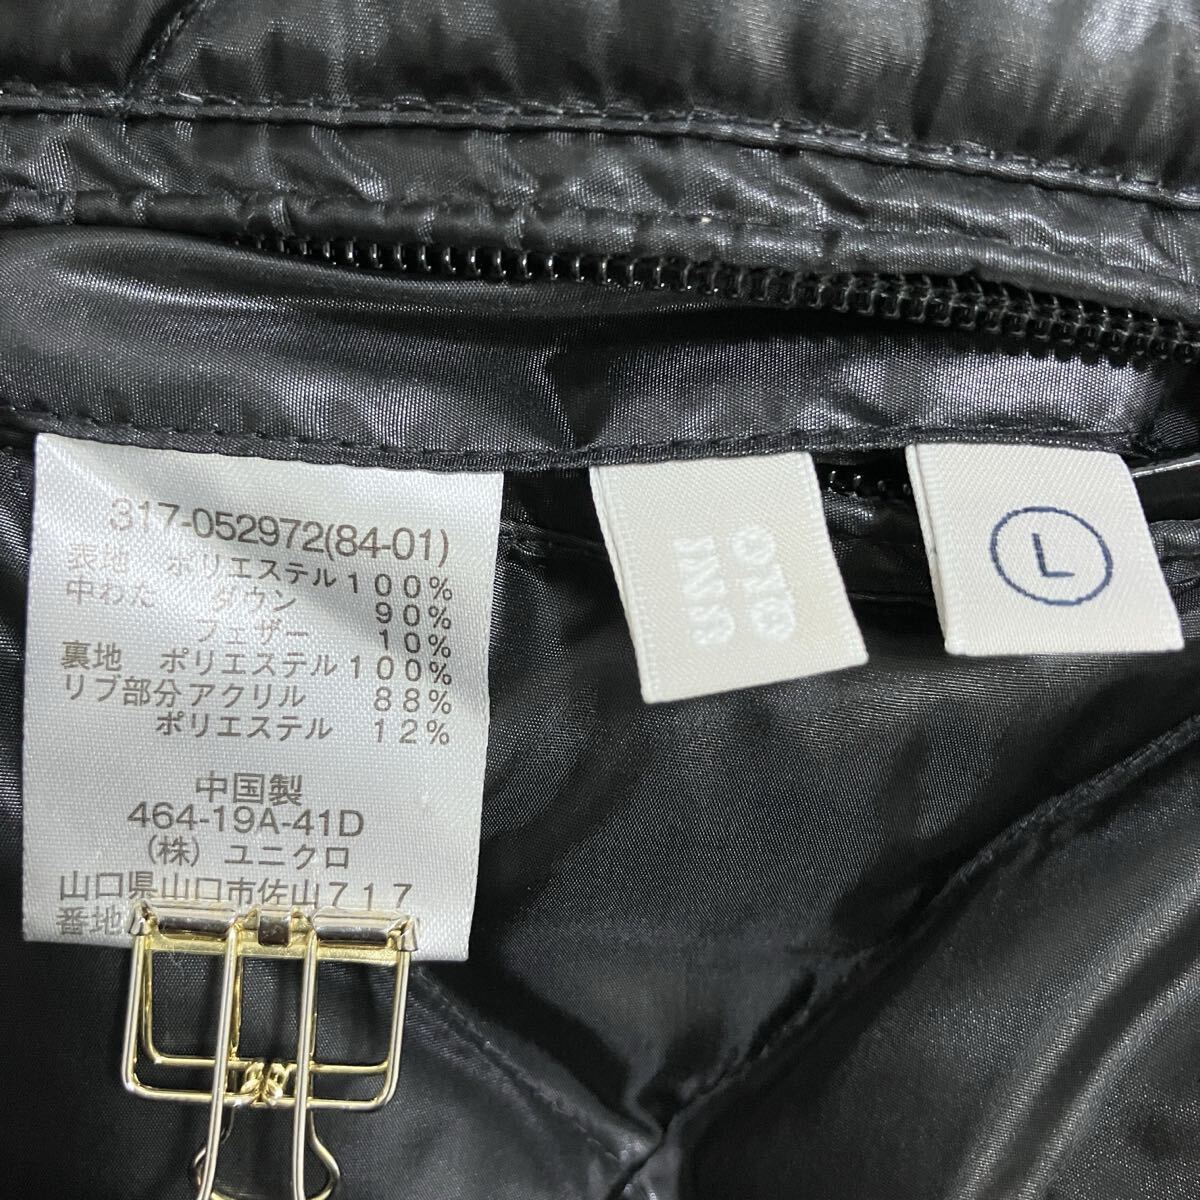 317-052972(84-01)
表地 ポリエステル100%
中わた ダウン 90%
フェザー 10%
裏地 ポリエステル100%
リブ部分アクリル 88%
ポリエステル 12%
中国製
464-19A-41D
(株) ユニクロ
山口県山口市佐山717
番地
L